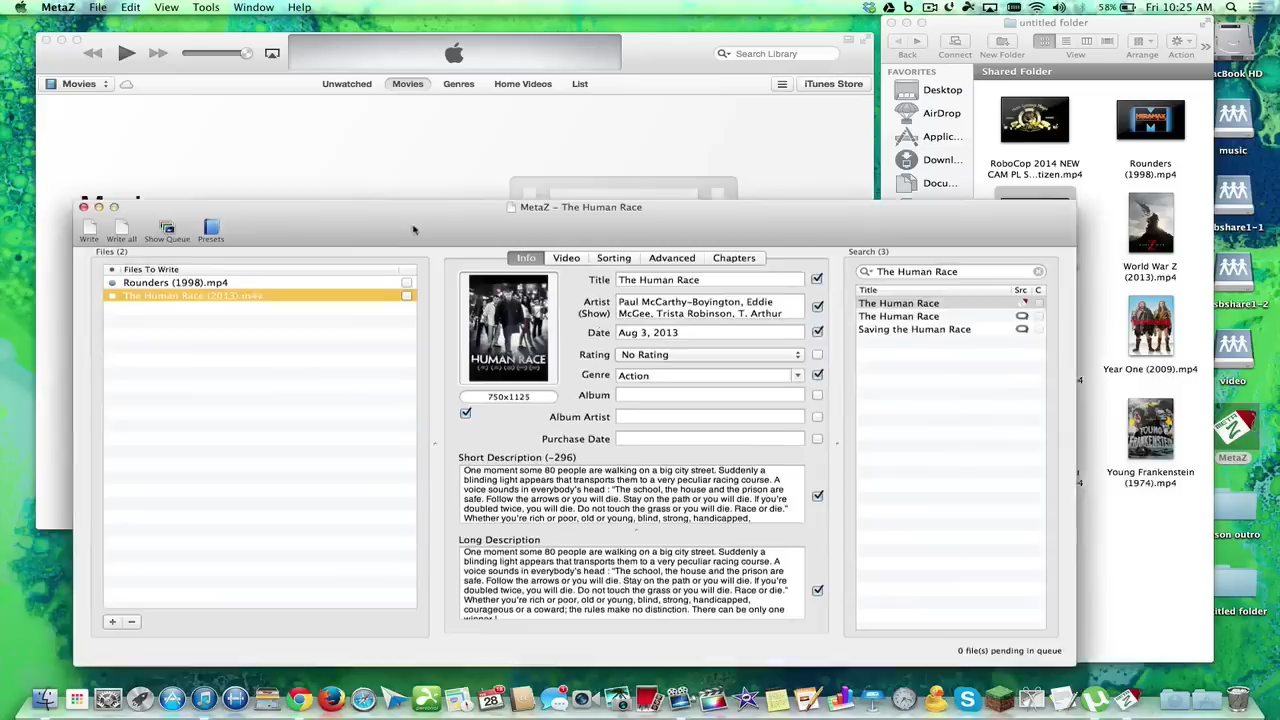 MetaZ File Edit View Tools Window Help
58% Fri 10:25 AM
untitled folder
Search Library
Back Connect New Folder View Arrange Action
FAVORITES Shared Folder
Movies Unwatched Movies Genres Home Videos List iTunes Store
Desktop
AirDrop
Applic...
Downl...
Docu...
RoboCop 2014 NEW
CAM PL S...tizen.mp4
Rounders
(1998).mp4
World War Z
(2013).mp4
Year One (2009).mp4
Young Frankenstein
(1974).mp4
acBook HD
music
sbshare1-1
sbshare1-2
video
MetaZ
son outro
titled folder
MetaZ – The Human Race
Write Write all Show Queue Presets
Files (2)
Files To Write
Rounders (1998).mp4
The Human Race (2013).m4v
Info Video Sorting Advanced Chapters
HUMAN RACE
750x1125
Title The Human Race
Artist
(Show)
Paul McCarthy-Boyington, Eddie
McGee, Trista Robinson, T. Arthur
Date Aug 3, 2013
Rating No Rating
Genre Action
Album
Album Artist
Purchase Date
Short Description (-296)
One moment some 80 people are walking on a big city street. Suddenly a
blinding light appears that transports them to a very peculiar racing course. A
voice sounds in everybody's head : "The school, the house and the prison are
safe. Follow the arrows or you will die. Stay on the path or you will die. If you're
doubled twice, you will die. Do not touch the grass or you will die. Race or die."
Whether you're rich or poor, old or young, blind, strong, handicapped,
Long Description
One moment some 80 people are walking on a big city street. Suddenly a
blinding light appears that transports them to a very peculiar racing course. A
voice sounds in everybody's head : "The school, the house and the prison are
safe. Follow the arrows or you will die. Stay on the path or you will die. If you're
doubled twice, you will die. Do not touch the grass or you will die. Race or die."
Whether you're rich or poor, old or young, blind, strong, handicapped,
courageous or a coward; the rules make no distinction. There can be only one
winner !
Search (3)
The Human Race
Title Src C
The Human Race
The Human Race
Saving the Human Race
0 file(s) pending in queue